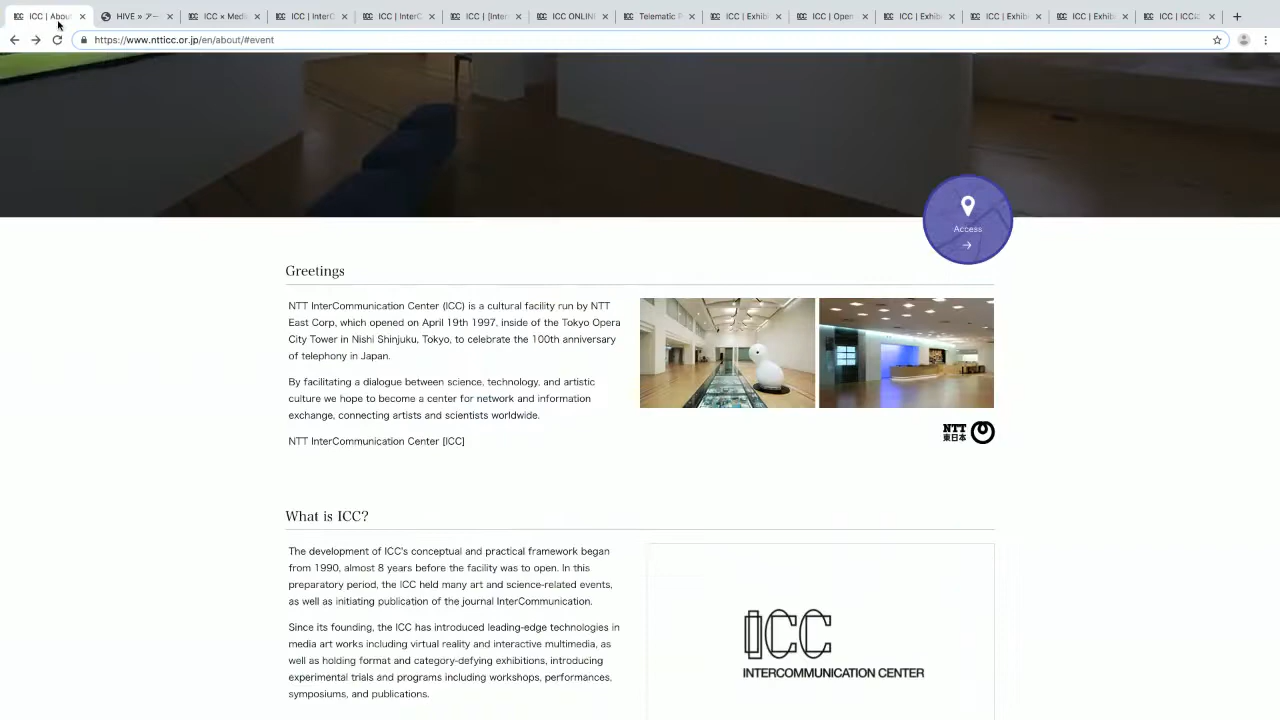 ICC | Abou
HIVE » アー
ICC × Medi
ICC | InterC
ICC | InterC
ICC | [Inter
ICC ONLINE
Telematic P
ICC | Exhib
ICC | Open
ICC | Exhib
ICC | Exhib
ICC | Exhib
ICC | ICC
https://www.ntticc.or.jp/en/about/#event
Access
Greetings
NTT InterCommunication Center (ICC) is a cultural facility run by NTT
East Corp, which opened on April 19th 1997, inside of the Tokyo Opera
City Tower in Nishi Shinjuku, Tokyo, to celebrate the 100th anniversary
of telephony in Japan.
By facilitating a dialogue between science, technology, and artistic
culture we hope to become a center for network and information
exchange, connecting artists and scientists worldwide.
NTT InterCommunication Center [ICC]
NTT
東日本
What is ICC?
The development of ICC's conceptual and practical framework began
from 1990, almost 8 years before the facility was to open. In this
preparatory period, the ICC held many art and science-related events,
as well as initiating publication of the journal InterCommunication.
Since its founding, the ICC has introduced leading-edge technologies in
media art works including virtual reality and interactive multimedia, as
well as holding format and category-defying exhibitions, introducing
experimental trials and programs including workshops, performances,
symposiums, and publications.
ICC
INTERCOMMUNICATION CENTER